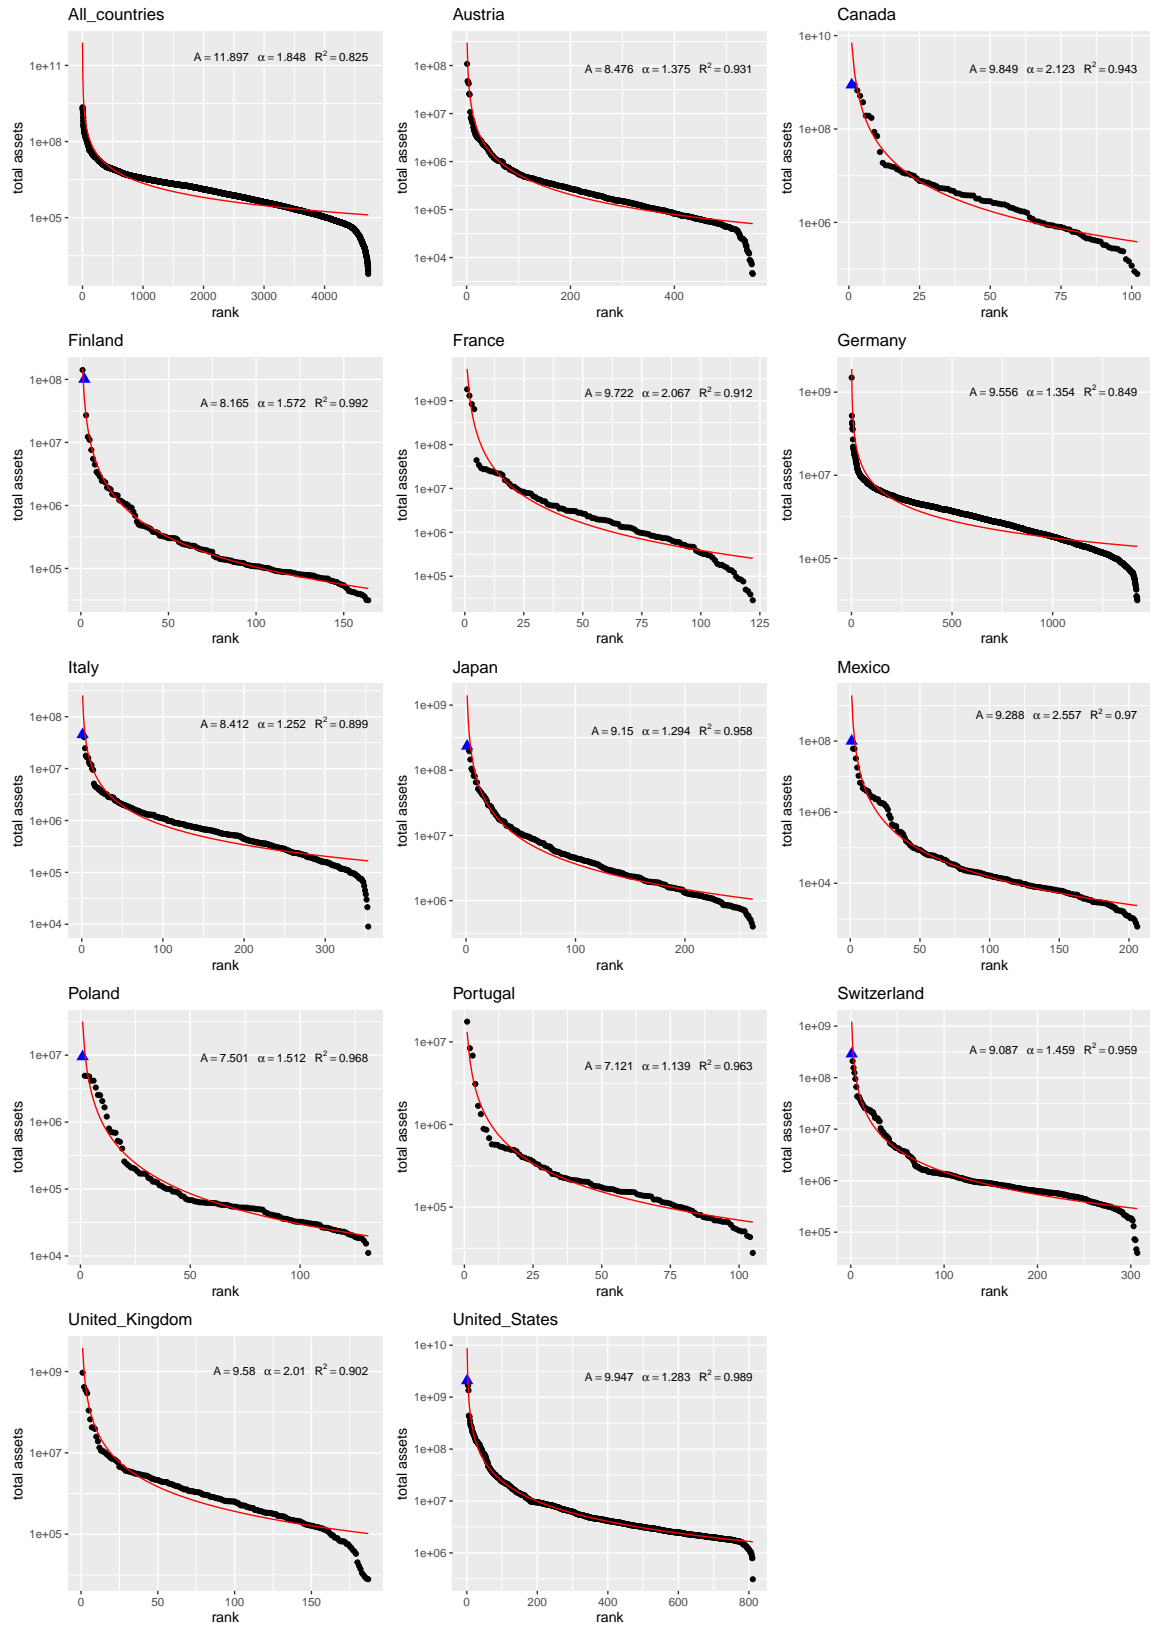 All_countries
A = 11.897 α = 1.848 R² = 0.825
1e+11
1e+08
1e+05
total assets
0 1000 2000 3000 4000
rank
Austria
A = 8.476 α = 1.375 R² = 0.931
1e+08
1e+07
1e+06
1e+05
1e+04
total assets
0 200 400
rank
Canada
A = 9.849 α = 2.123 R² = 0.943
1e+10
1e+08
1e+06
total assets
0 25 50 75 100
rank
Finland
A = 8.165 α = 1.572 R² = 0.992
1e+08
1e+07
1e+06
1e+05
total assets
0 50 100 150
rank
France
A = 9.722 α = 2.067 R² = 0.912
1e+09
1e+08
1e+07
1e+06
1e+05
total assets
0 25 50 75 100 125
rank
Germany
A = 9.556 α = 1.354 R² = 0.849
1e+09
1e+07
1e+05
total assets
0 500 1000
rank
Italy
A = 8.412 α = 1.252 R² = 0.899
1e+08
1e+07
1e+06
1e+05
1e+04
total assets
0 100 200 300
rank
Japan
A = 9.15 α = 1.294 R² = 0.958
1e+09
1e+08
1e+07
1e+06
total assets
0 100 200
rank
Mexico
A = 9.288 α = 2.557 R² = 0.97
1e+08
1e+06
1e+04
total assets
0 50 100 150 200
rank
Poland
A = 7.501 α = 1.512 R² = 0.968
1e+07
1e+06
1e+05
1e+04
total assets
0 50 100
rank
Portugal
A = 7.121 α = 1.139 R² = 0.963
1e+07
1e+06
1e+05
total assets
0 25 50 75 100
rank
Switzerland
A = 9.087 α = 1.459 R² = 0.959
1e+09
1e+08
1e+07
1e+06
1e+05
total assets
0 100 200 300
rank
United_Kingdom
A = 9.58 α = 2.01 R² = 0.902
1e+09
1e+07
1e+05
total assets
0 50 100 150
rank
United_States
A = 9.947 α = 1.283 R² = 0.989
1e+10
1e+09
1e+08
1e+07
1e+06
total assets
0 200 400 600 800
rank